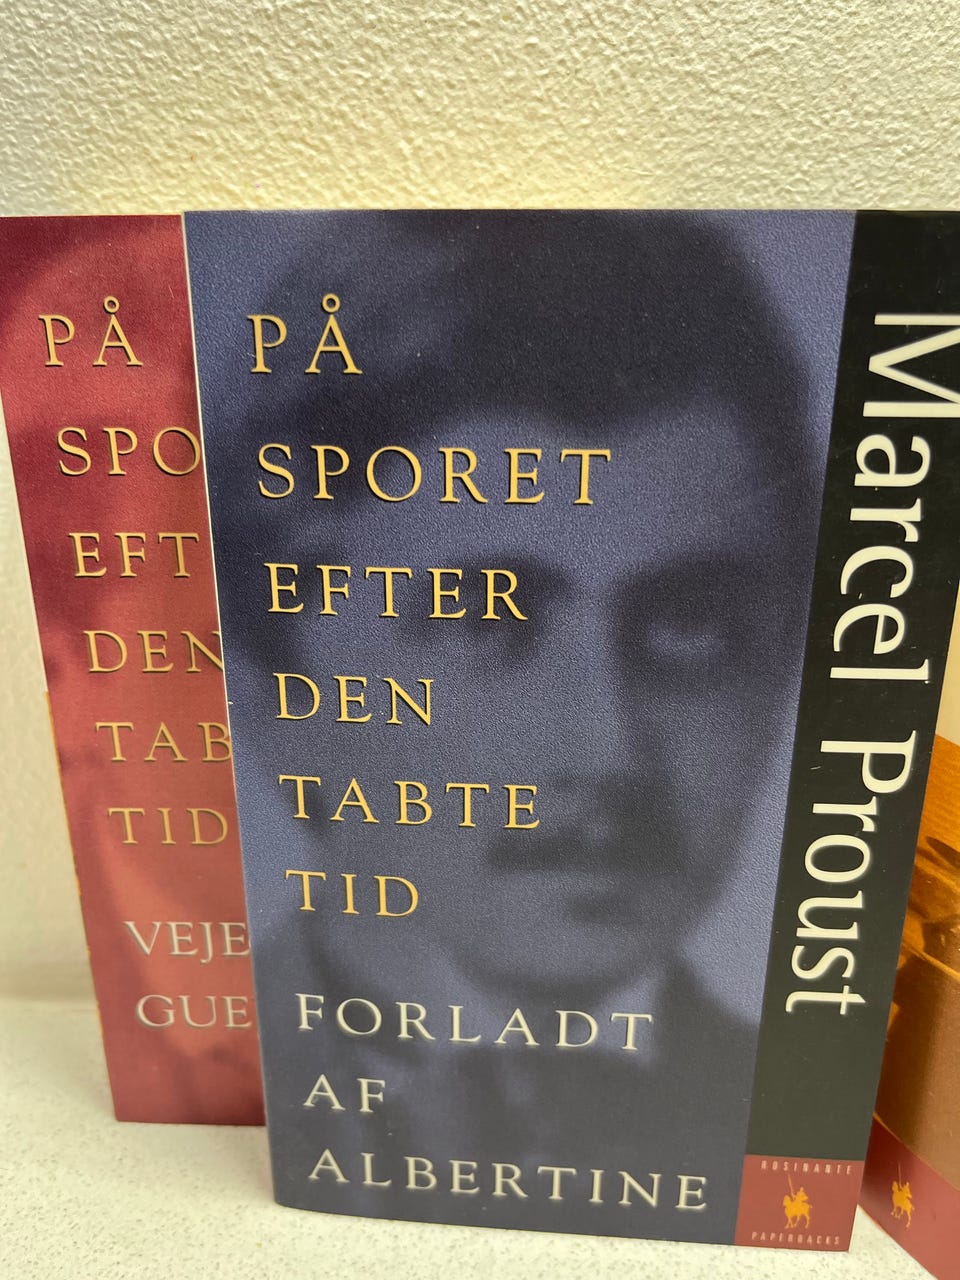 PÅ
SPO
EFT
DEN
TAB
TID
VEJE
GUE
PÅ
SPORET
EFTER
DEN
TABTE
TID
FORLADT
AF
ALBERTINE
Marcel Proust
ROSINANTE
PAPERBACKS